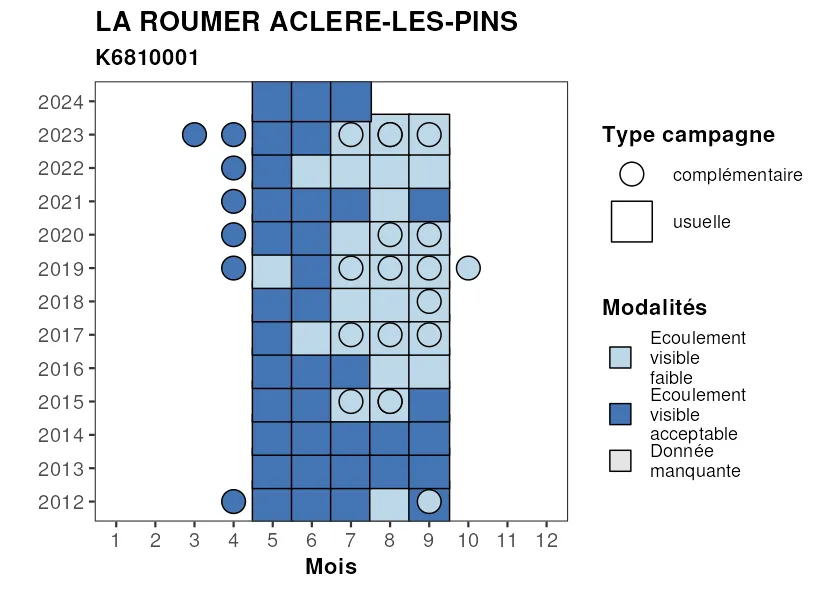 LA ROUMER ACLERE-LES-PINS
K6810001
2024
2023
2022
2021
2020
2019
2018
2017
2016
2015
2014
2013
2012
1 2 3 4 5 6 7 8 9 10 11 12
Mois
Type campagne
complémentaire
usuelle
Modalités
Ecoulement
visible
faible
Ecoulement
visible
acceptable
Donnée
manquante